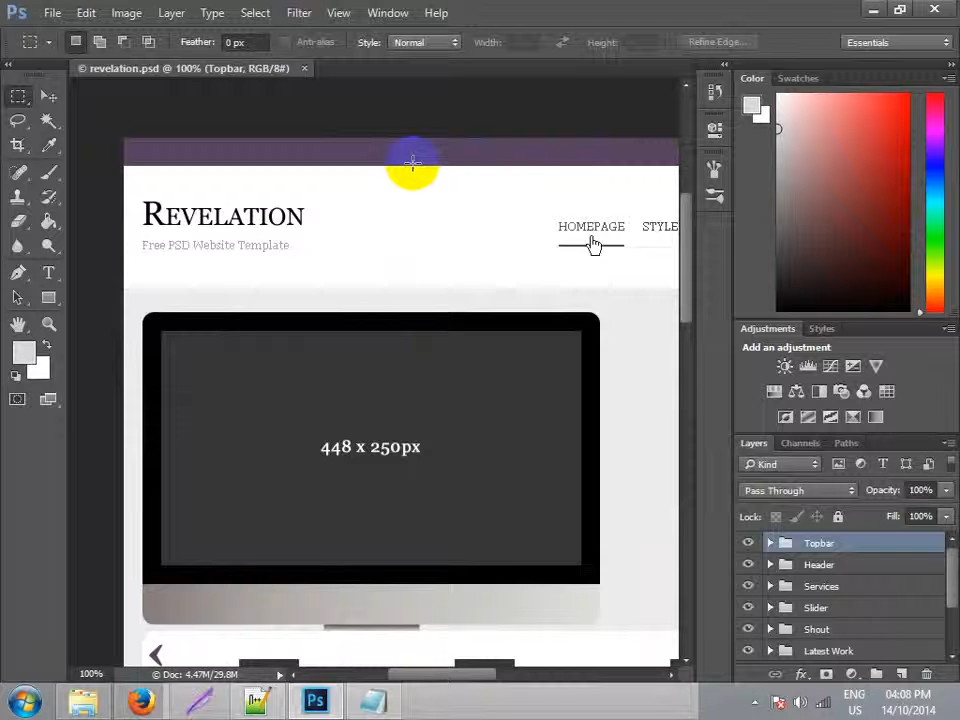 Ps File Edit Image Layer Type Select Filter View Window Help
Feather: 0 px Anti-alias Style: Normal Width: Height: Refine Edge... Essentials
© revelation.psd @ 100% (Topbar, RGB/8#) ×
Color Swatches
REVELATION
Free PSD Website Template
HOMEPAGE STYLE
448 x 250px
Adjustments Styles
Add an adjustment
Layers Channels Paths
Kind
Pass Through Opacity: 100%
Lock: Fill: 100%
Topbar
Header
Services
Slider
Shout
Latest Work
100% © Doc: 4.47M/29.8M
Ps
ENG
US
04:08 PM
14/10/2014